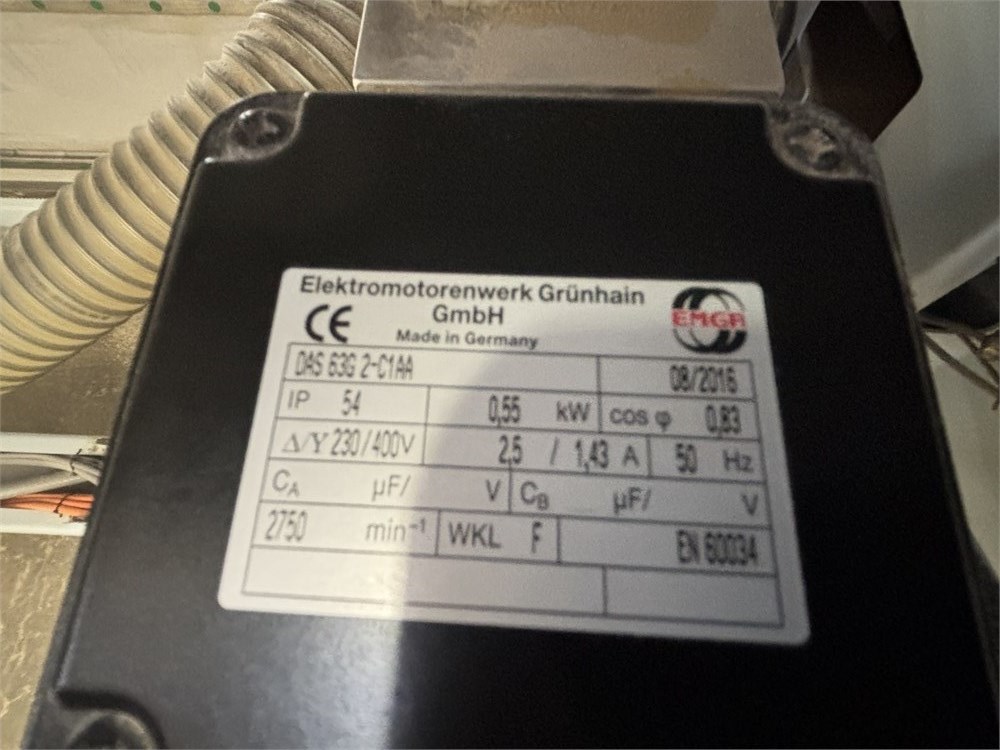 Elektromotorenwerk Grünhain
GmbH
CE
Made in Germany
EMGR
DAS 63G 2-C1AA 08/2016
IP 54 0,55 kW cos φ 0,83
Δ/Y 230/400V 2,5 / 1,43 A 50 Hz
CA µF/ V CB µF/ V
2750 min⁻¹ WKL F EN 60034